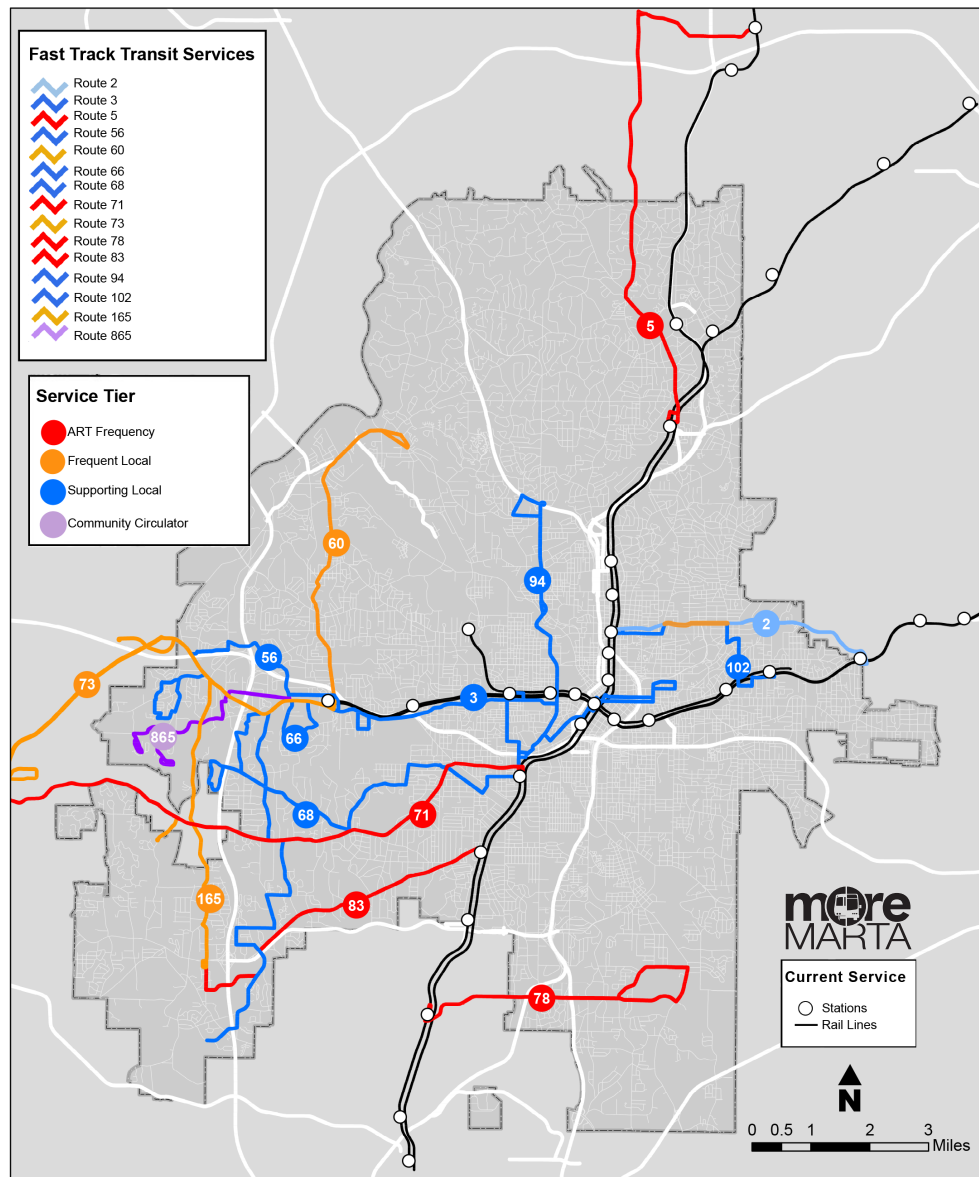 Fast Track Transit Services
Route 2
Route 3
Route 5
Route 56
Route 60
Route 66
Route 68
Route 71
Route 73
Route 78
Route 83
Route 94
Route 102
Route 165
Route 865
Service Tier
ART Frequency
Frequent Local
Supporting Local
Community Circulator
5
60
94
2
56
102
73
3
865
66
68
71
165
83
78
more
MARTA
Current Service
Stations
Rail Lines
N
0 0.5 1 2 3
Miles